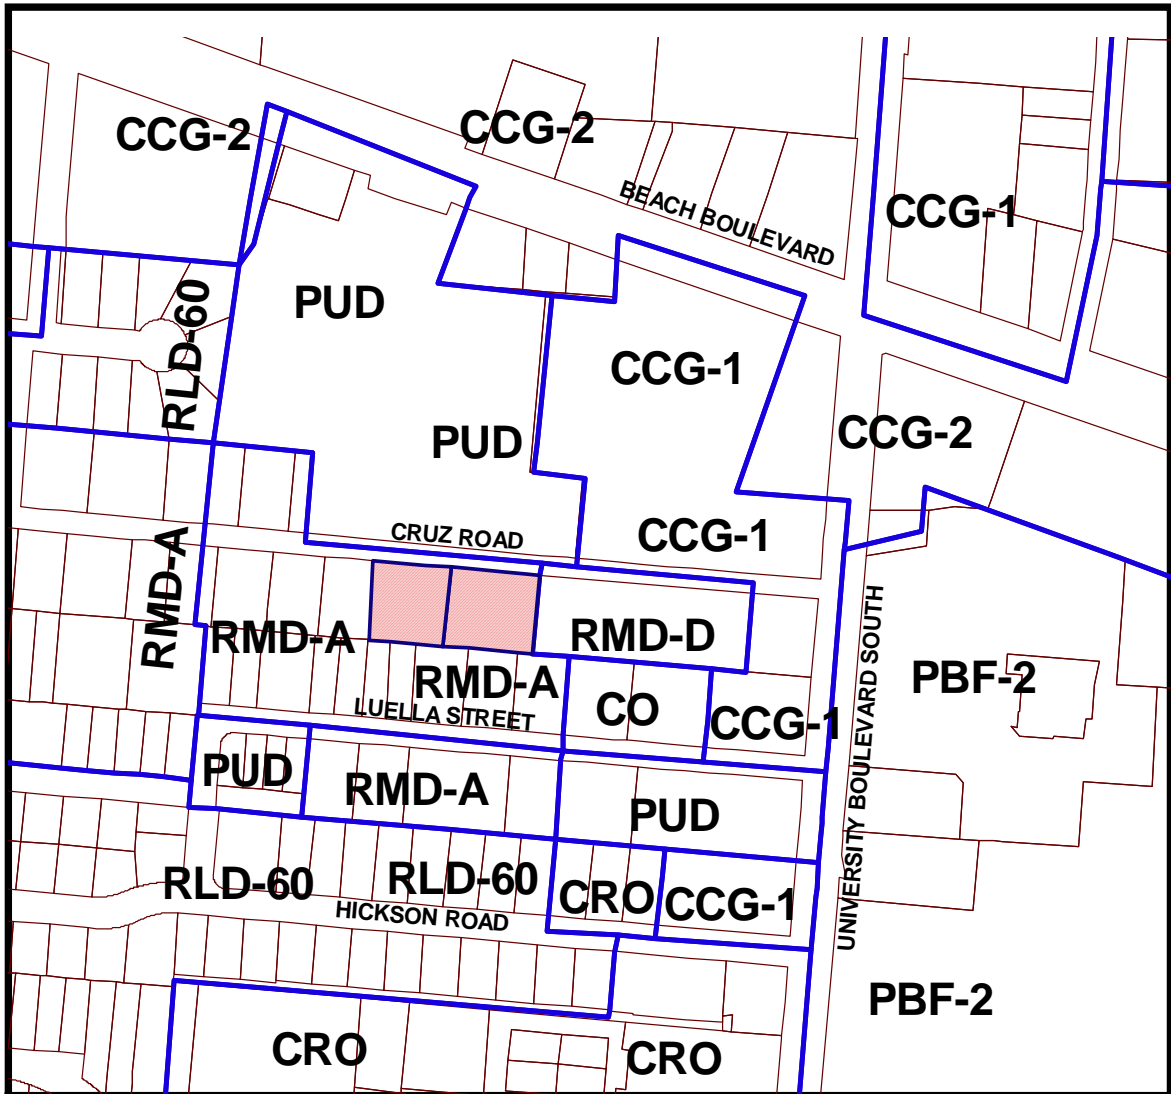 CCG-2
CCG-2
BEACH BOULEVARD
CCG-1
RLD-60
PUD
CCG-1
PUD
CCG-2
CRUZ ROAD
CCG-1
RMD-A
RMD-A
RMD-D
RMD-A
PBF-2
LUELLA STREET
CO
CCG-1
UNIVERSITY BOULEVARD SOUTH
PUD
RMD-A
PUD
RLD-60
RLD-60
CRO
CCG-1
HICKSON ROAD
PBF-2
CRO
CRO